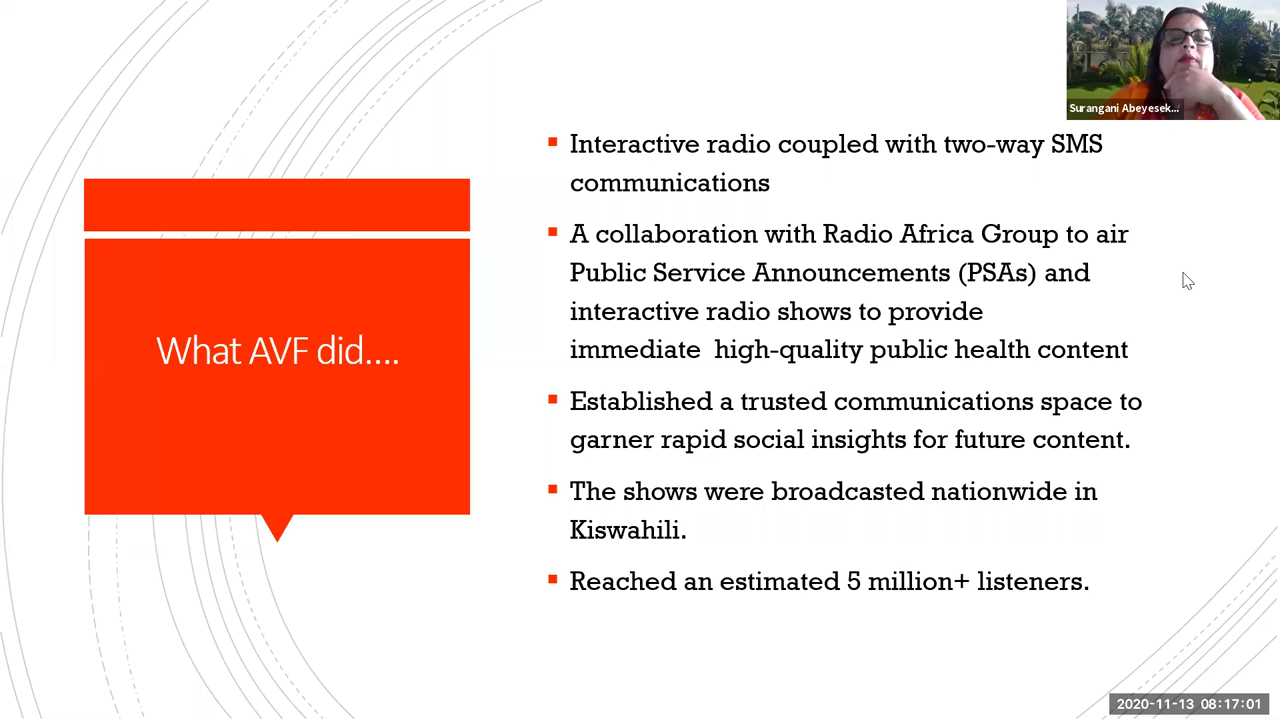 Surangani Abeyesek...
What AVF did....
Interactive radio coupled with two-way SMS
communications
A collaboration with Radio Africa Group to air
Public Service Announcements (PSAs) and
interactive radio shows to provide
immediate  high-quality public health content
Established a trusted communications space to
garner rapid social insights for future content.
The shows were broadcasted nationwide in
Kiswahili.
Reached an estimated 5 million+ listeners.
2020-11-13 08:17:01